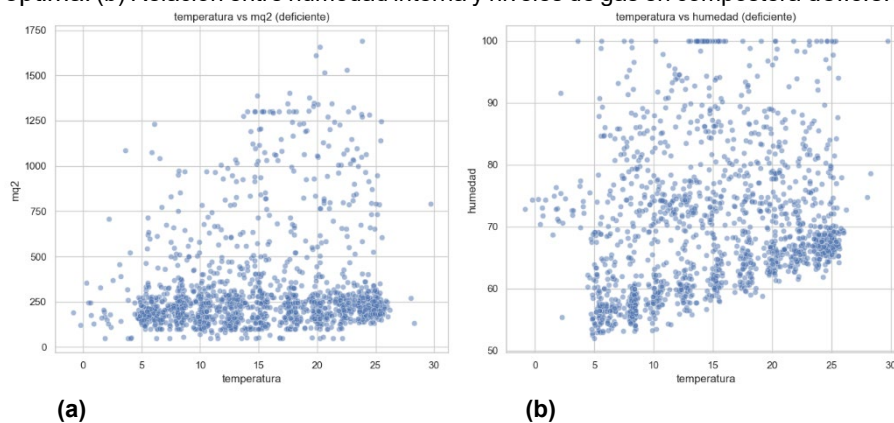 óptima. (b) Relación entre humedad interna y niveles de gas en compostera deficien
temperatura vs mq2 (deficiente)
1750
1500
1250
1000
750
500
250
0
mq2
0 5 10 15 20 25 30
temperatura
temperatura vs humedad (deficiente)
100
90
80
70
60
50
humedad
0 5 10 15 20 25 30
temperatura
(a) (b)